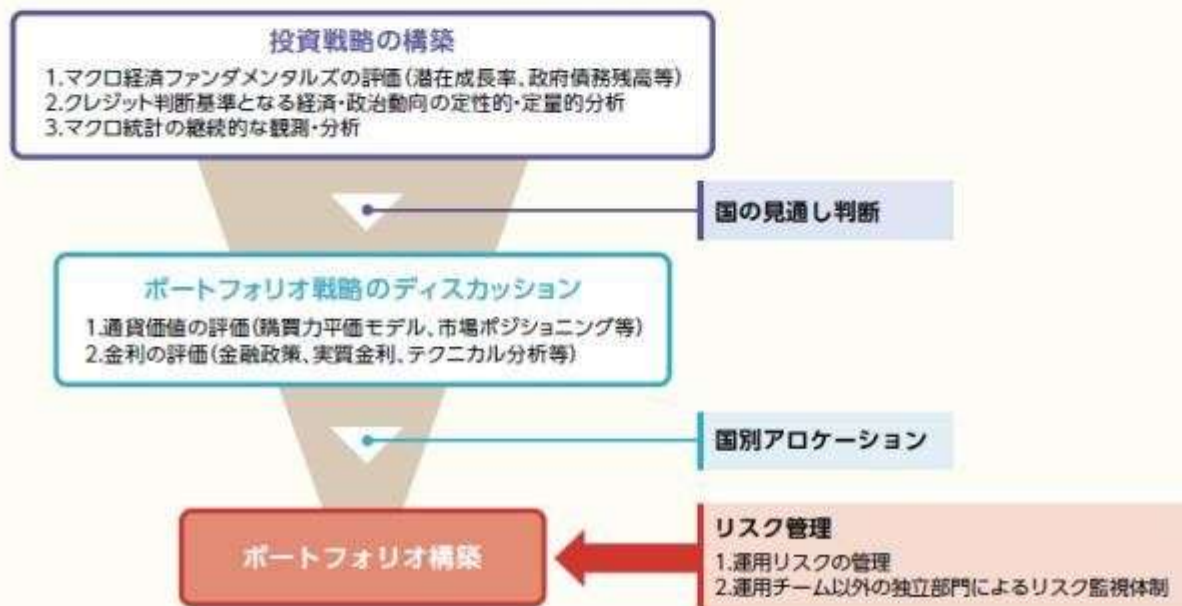 投資戦略の構築
1.マクロ経済ファンダメンタルズの評価(潜在成長率、政府債務残高等)
2.クレジット判断基準となる経済・政治動向の定性的・定量的分析
3.マクロ統計の継続的な観測・分析
国の見通し判断
ポートフォリオ戦略のディスカッション
1.通貨価値の評価(購買力平価モデル、市場ポジショニング等)
2.金利の評価(金融政策、実質金利、テクニカル分析等)
国別アロケーション
ポートフォリオ構築
リスク管理
1.運用リスクの管理
2.運用チーム以外の独立部門によるリスク監視体制